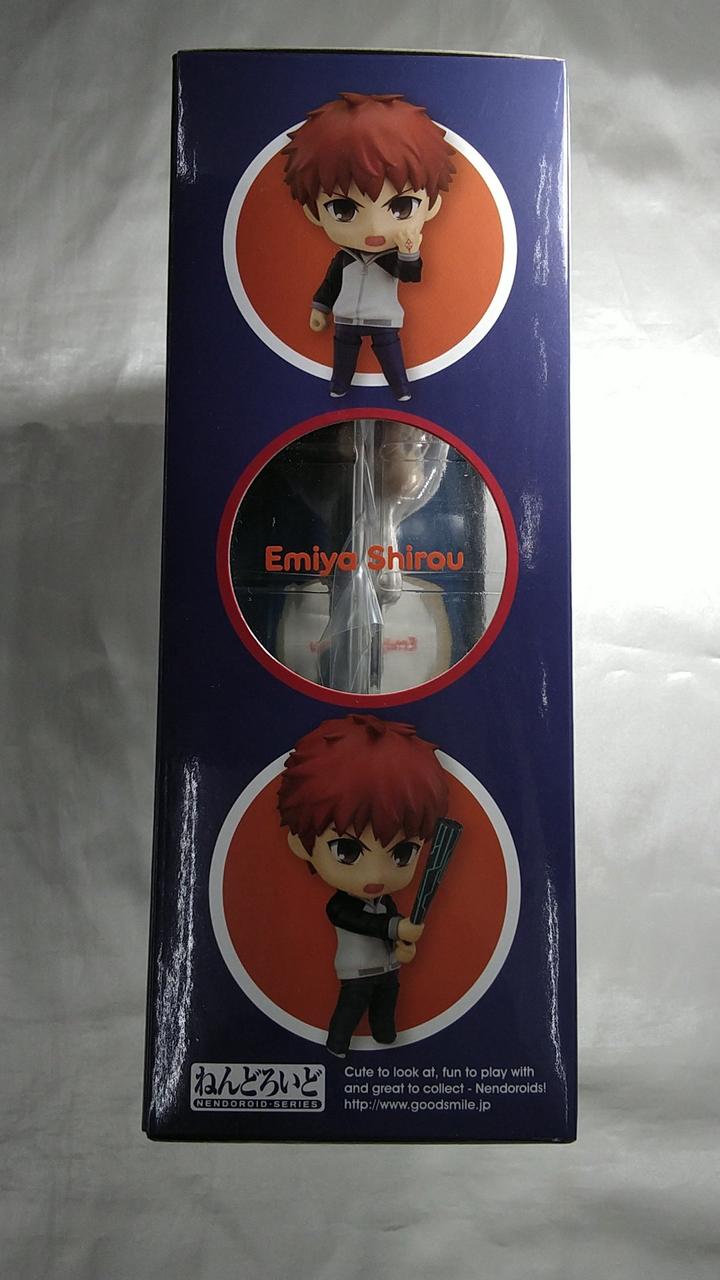 Emiya Shirou
ねんどろいど
NENDOROID·SERIES
Cute to look at, fun to play with
and great to collect - Nendoroids!
http://www.goodsmile.jp